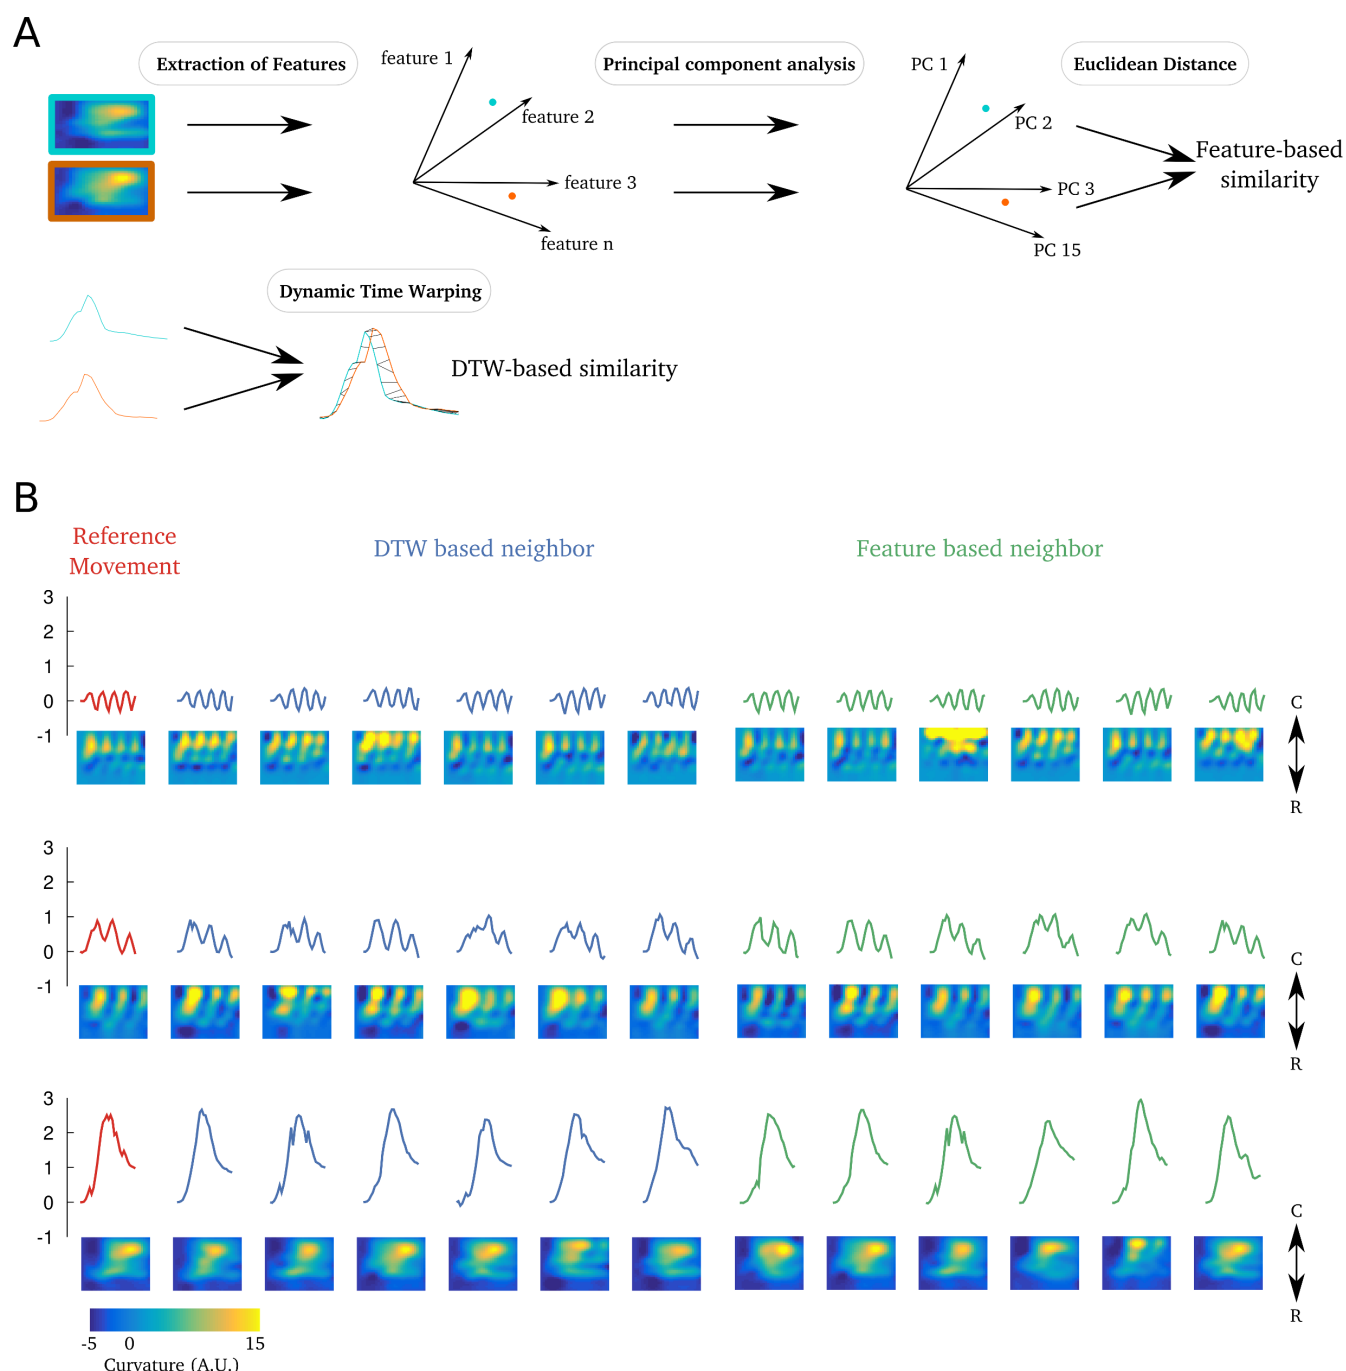 A
Extraction of Features
feature 1
feature 2
feature 3
feature n
Principal component analysis
PC 1
PC 2
PC 3
PC 15
Euclidean Distance
Feature-based
similarity
Dynamic Time Warping
DTW-based similarity
B
Reference
Movement
DTW based neighbor
Feature based neighbor
3
2
1
0
-1
C
R
3
2
1
0
-1
C
R
3
2
1
0
-1
C
R
-5 0 15
Curvature (A.U.)